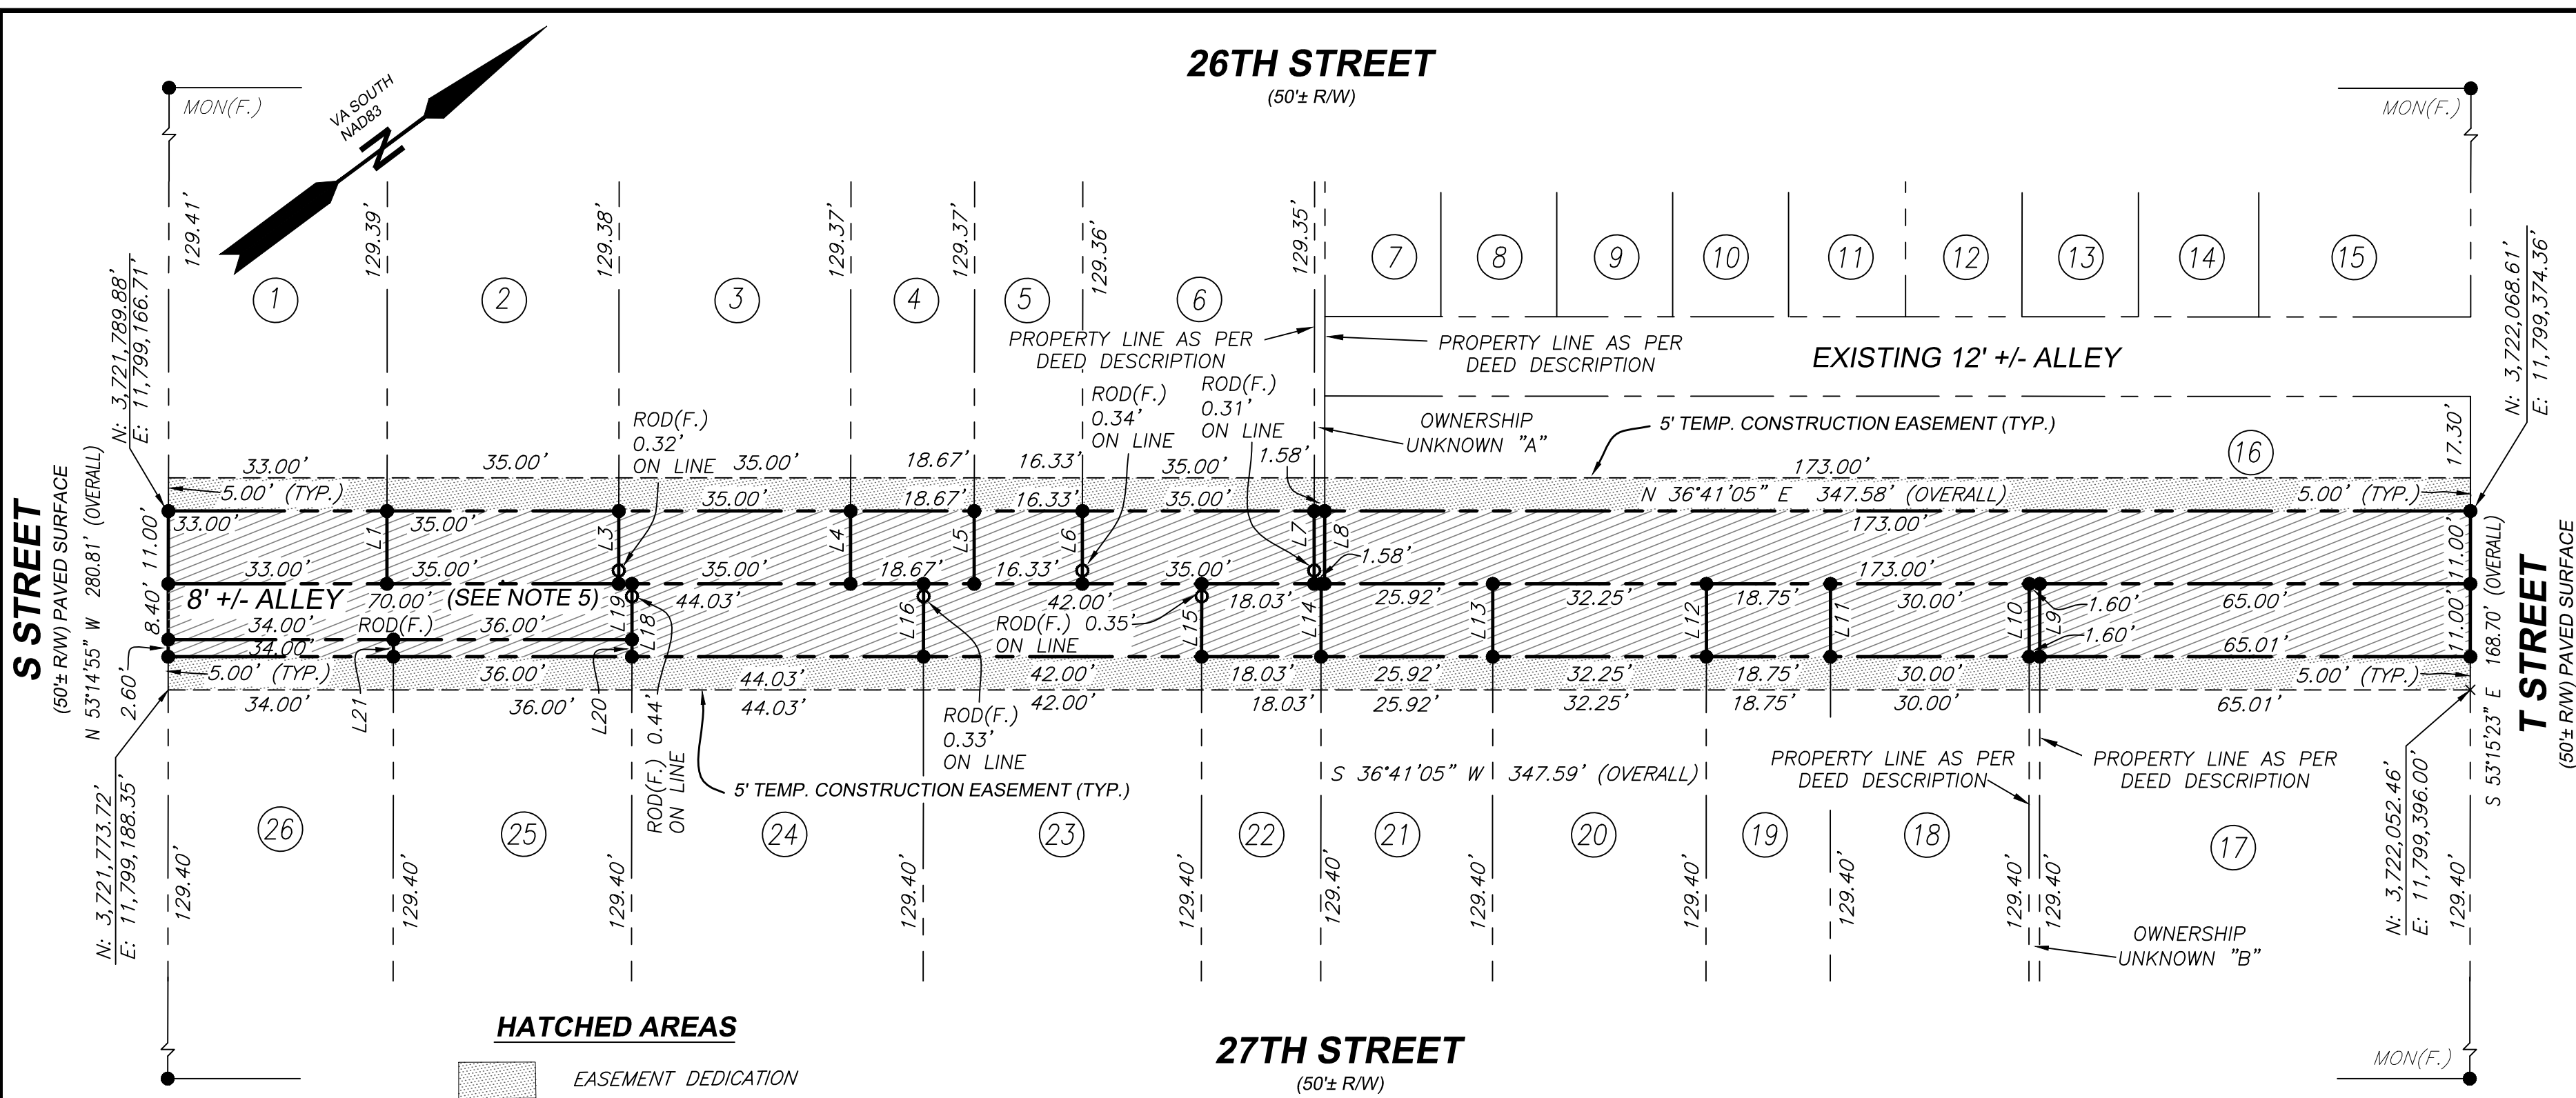 26TH STREET
(50'± R/W)
MON(F.)
MON(F.)
VA SOUTH
NAD83
N
129.41'
129.39'
129.38'
129.37'
129.37'
129.36'
129.35'
1
2
3
4
5
6
7
8
9
10
11
12
13
14
15
N: 3,721,789.88'
E: 11,799,166.71'
N: 3,722,068.61'
E: 11,799,374.36'
PROPERTY LINE AS PER
DEED DESCRIPTION
PROPERTY LINE AS PER
DEED DESCRIPTION
EXISTING 12' +/- ALLEY
ROD(F.)
0.32'
ON LINE
ROD(F.)
0.34'
ON LINE
ROD(F.)
0.31'
ON LINE
OWNERSHIP
UNKNOWN "A"
5' TEMP. CONSTRUCTION EASEMENT (TYP.)
16
17.30'
33.00'
35.00'
35.00'
18.67'
16.33'
35.00'
1.58'
173.00'
5.00' (TYP.)
35.00'
18.67'
16.33'
35.00'
N 36°41'05" E 347.58' (OVERALL)
5.00' (TYP.)
33.00'
35.00'
173.00'
11.00'
L1
L3
L4
L5
L6
L7
L8
11.00'
1.58'
33.00'
35.00'
35.00'
18.67'
16.33'
35.00'
173.00'
S STREET
(50'± R/W) PAVED SURFACE
N 53°14'55" W 280.81' (OVERALL)
T STREET
(50'± R/W) PAVED SURFACE
S 53°15'23" E 168.70' (OVERALL)
8.40'
8' +/- ALLEY
70.00'
(SEE NOTE 5)
L19
L18
44.03'
L16
42.00'
L15
18.03'
L14
25.92'
L13
32.25'
L12
18.75'
L11
30.00'
L10
L9
1.60'
65.00'
11.00'
34.00'
ROD(F.)
36.00'
ROD(F.) 0.35'
ON LINE
1.60'
65.01'
2.60'
34.00'
5.00' (TYP.)
36.00'
44.03'
42.00'
18.03'
25.92'
32.25'
18.75'
30.00'
5.00' (TYP.)
34.00'
L21
36.00'
L20
44.03'
42.00'
18.03'
25.92'
32.25'
18.75'
30.00'
65.01'
ROD(F.) 0.44'
ON LINE
ROD(F.)
0.33'
ON LINE
5' TEMP. CONSTRUCTION EASEMENT (TYP.)
S 36°41'05" W 347.59' (OVERALL)
PROPERTY LINE AS PER
DEED DESCRIPTION
PROPERTY LINE AS PER
DEED DESCRIPTION
N: 3,721,773.72'
E: 11,799,188.35'
N: 3,722,052.46'
E: 11,799,396.00'
26
25
24
23
22
21
20
19
18
17
129.40'
129.40'
129.40'
129.40'
129.40'
129.40'
129.40'
129.40'
129.40'
129.40'
129.40'
129.40'
OWNERSHIP
UNKNOWN "B"
HATCHED AREAS
EASEMENT DEDICATION
27TH STREET
(50'± R/W)
MON(F.)